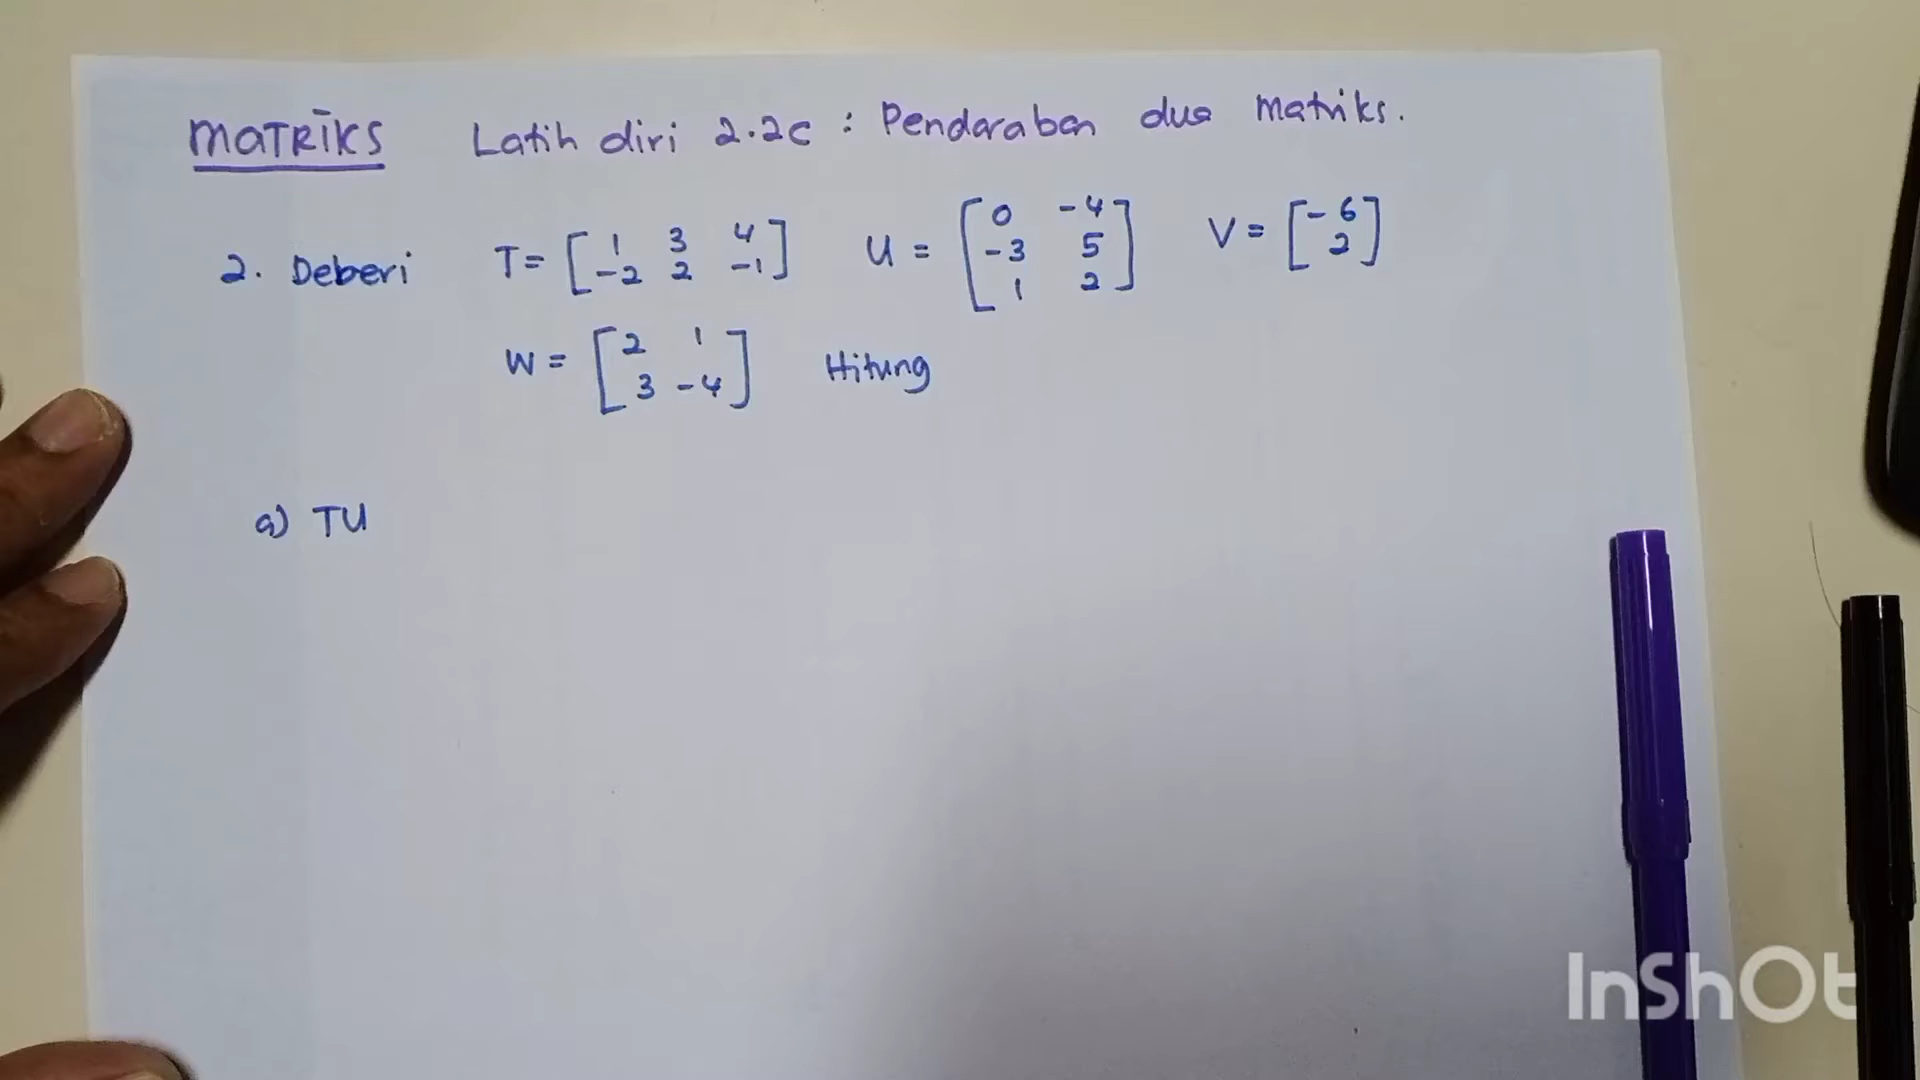 MATRIKS Latih diri 2.2c : Pendaraban dua matriks.
2. Deberi T = [1 3 4; -2 2 -1] U = [0 -4; -3 5; 1 2] V = [-6; 2]
W = [2 1; 3 -4] Hitung
a) TU
InShOt